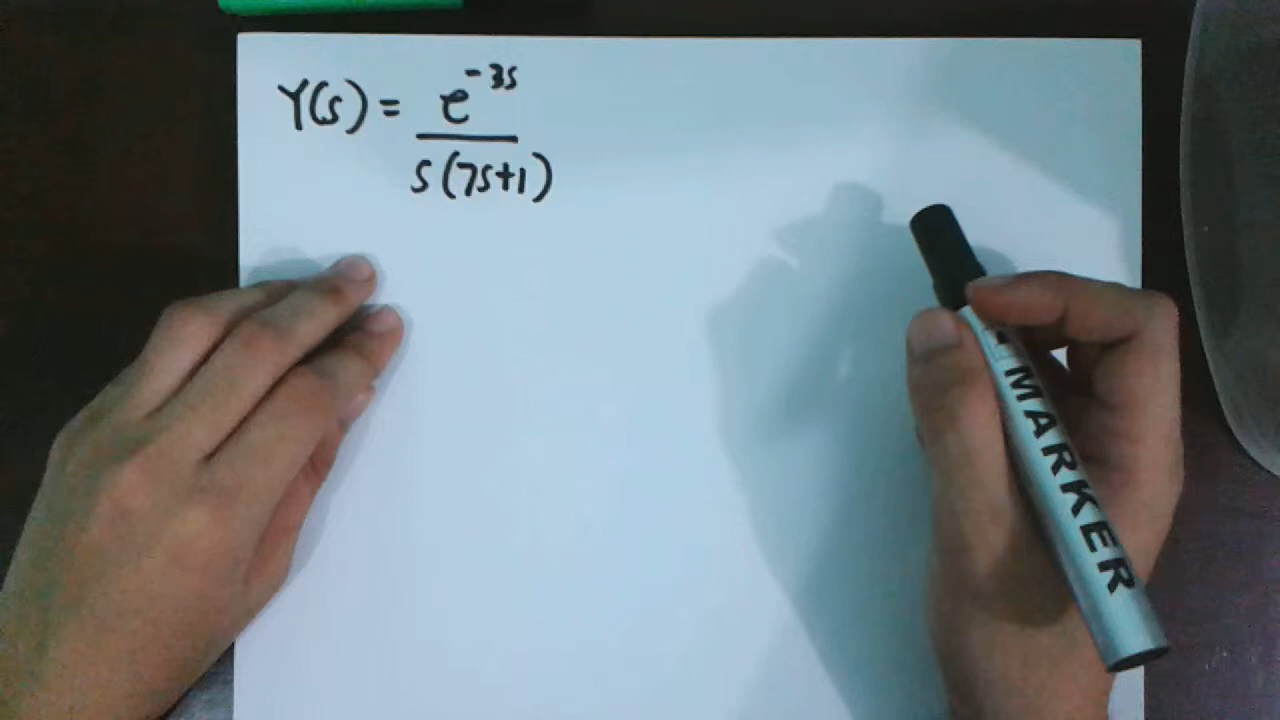 Y(s) = e^{-3s} / s(7s+1)
MARKER